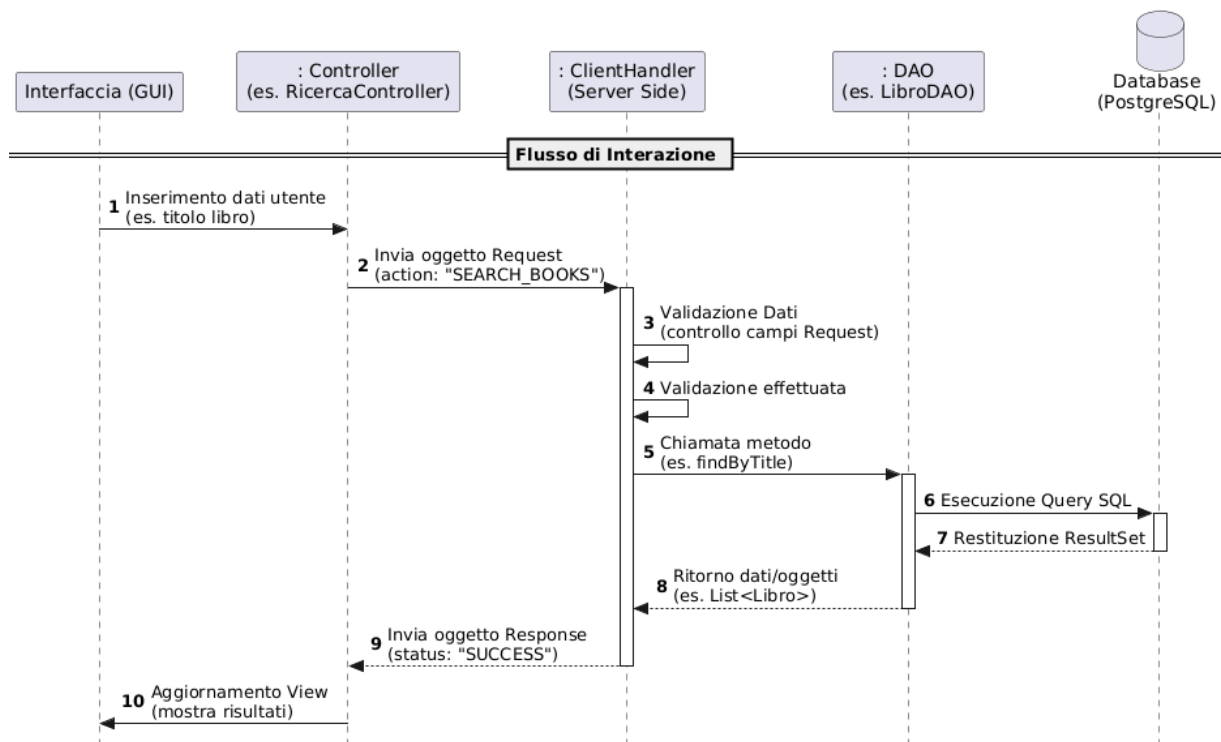 Interfaccia (GUI)
: Controller
(es. RicercaController)
: ClientHandler
(Server Side)
: DAO
(es. LibroDAO)
Database
(PostgreSQL)
Flusso di Interazione
1 Inserimento dati utente
(es. titolo libro)
2 Invia oggetto Request
(action: "SEARCH_BOOKS")
3 Validazione Dati
(controllo campi Request)
4 Validazione effettuata
5 Chiamata metodo
(es. findByTitle)
6 Esecuzione Query SQL
7 Restituzione ResultSet
8 Ritorno dati/oggetti
(es. List<Libro>)
9 Invia oggetto Response
(status: "SUCCESS")
10 Aggiornamento View
(mostra risultati)